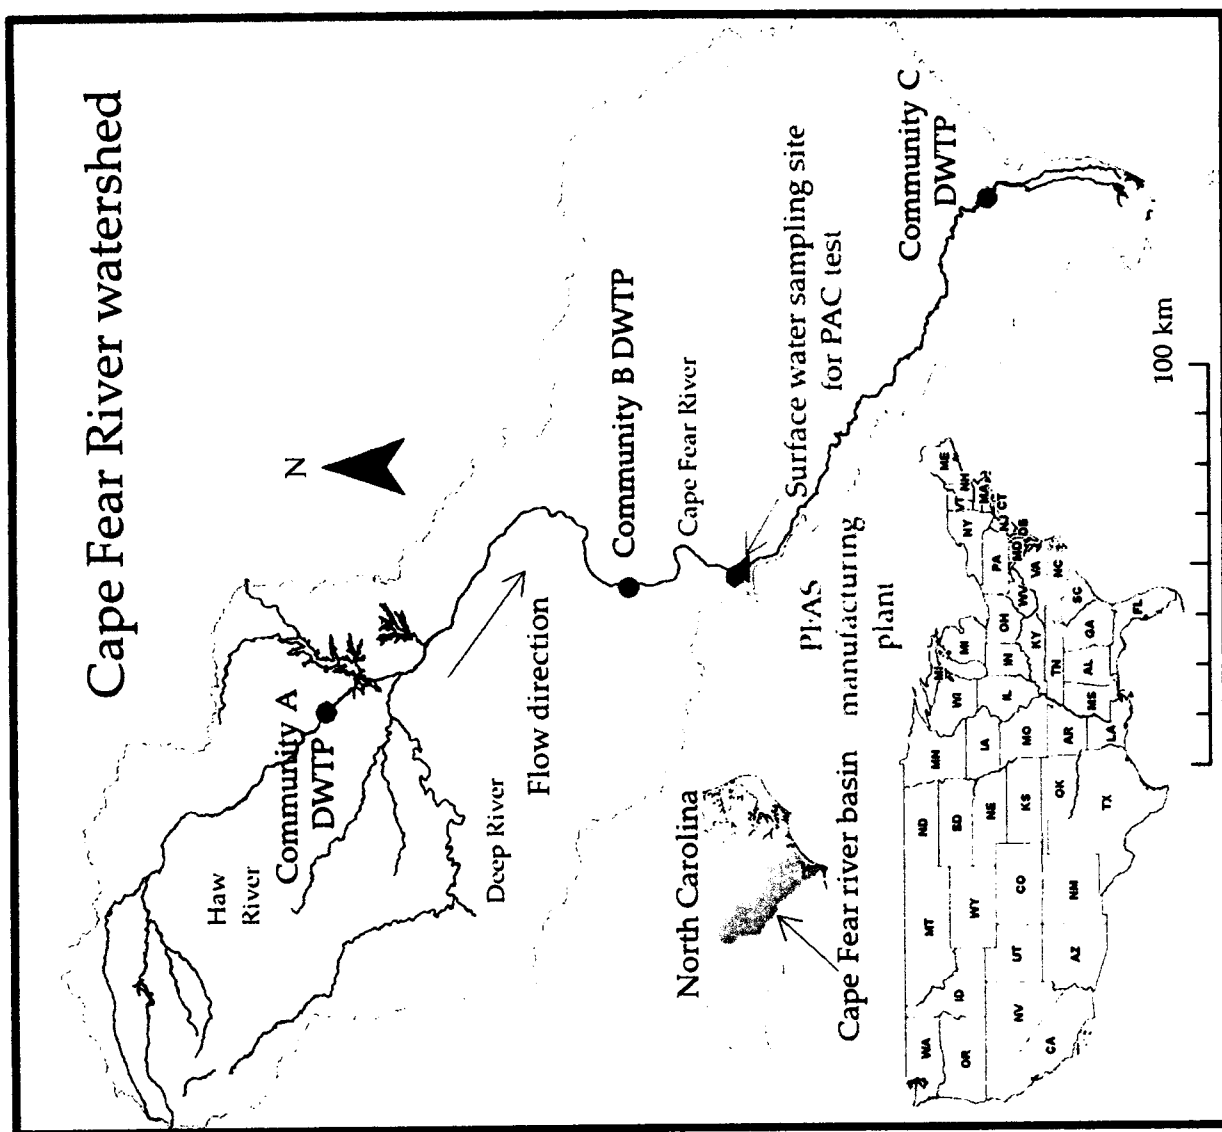 Cape Fear River watershed
N
Haw
River
Community A
DWTP
Deep River
Flow direction
Community B DWTP
Cape Fear River
Surface water sampling site
for PAC test
PFAS
manufacturing
plant
Community C
DWTP
North Carolina
Cape Fear river basin
100 km
WA
OR
CA
ID
NV
MT
WY
UT
AZ
CO
NM
ND
SD
NE
KS
OK
TX
MN
IA
MO
AR
LA
WI
IL
MS
MI
MI
IN
OH
KY
TN
AL
GA
FL
SC
NC
VA
WV
PA
NY
VT
NH
ME
MA
CT
NJ
MD
DE